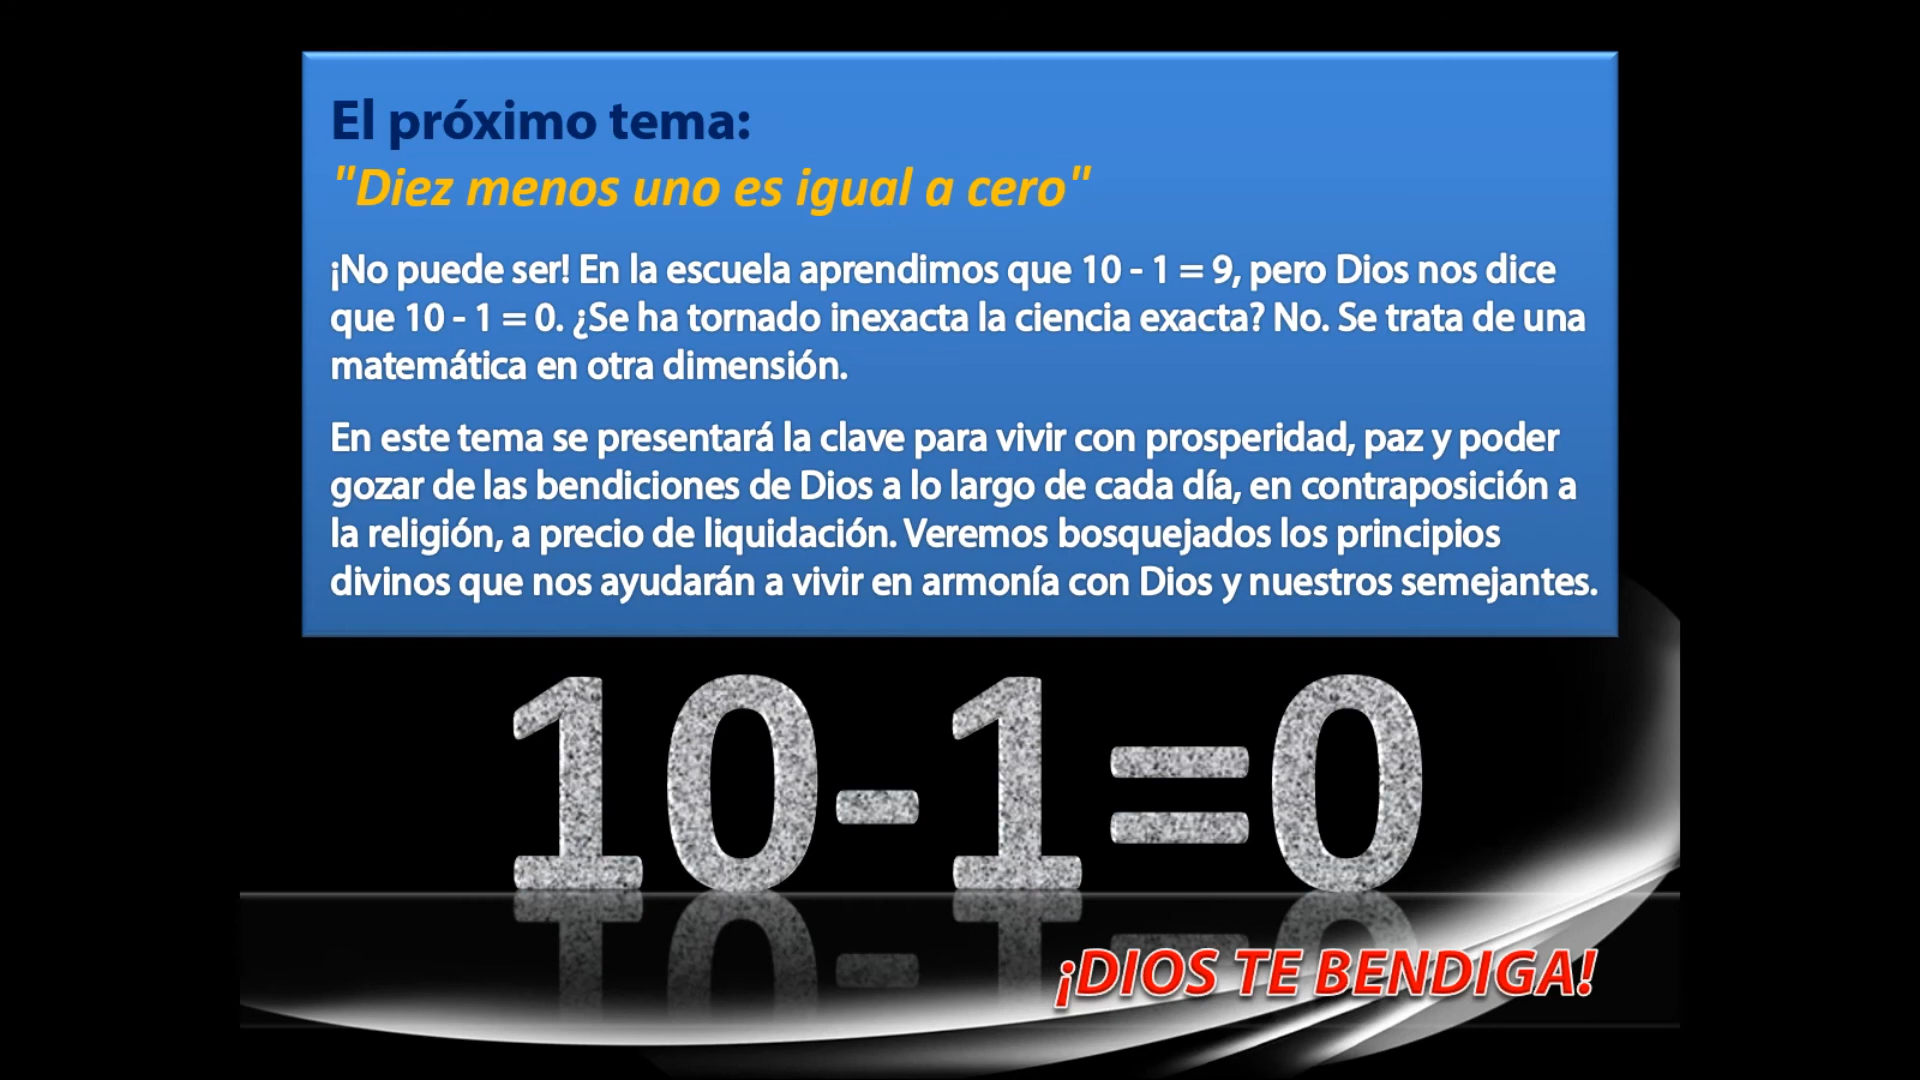 El próximo tema:
"Diez menos uno es igual a cero"
¡No puede ser! En la escuela aprendimos que 10 - 1 = 9, pero Dios nos dice
que 10 - 1 = 0. ¿Se ha tornado inexacta la ciencia exacta? No. Se trata de una
matemática en otra dimensión.
En este tema se presentará la clave para vivir con prosperidad, paz y poder
gozar de las bendiciones de Dios a lo largo de cada día, en contraposición a
la religión, a precio de liquidación. Veremos bosquejados los principios
divinos que nos ayudarán a vivir en armonía con Dios y nuestros semejantes.
10-1=0
¡DIOS TE BENDIGA!